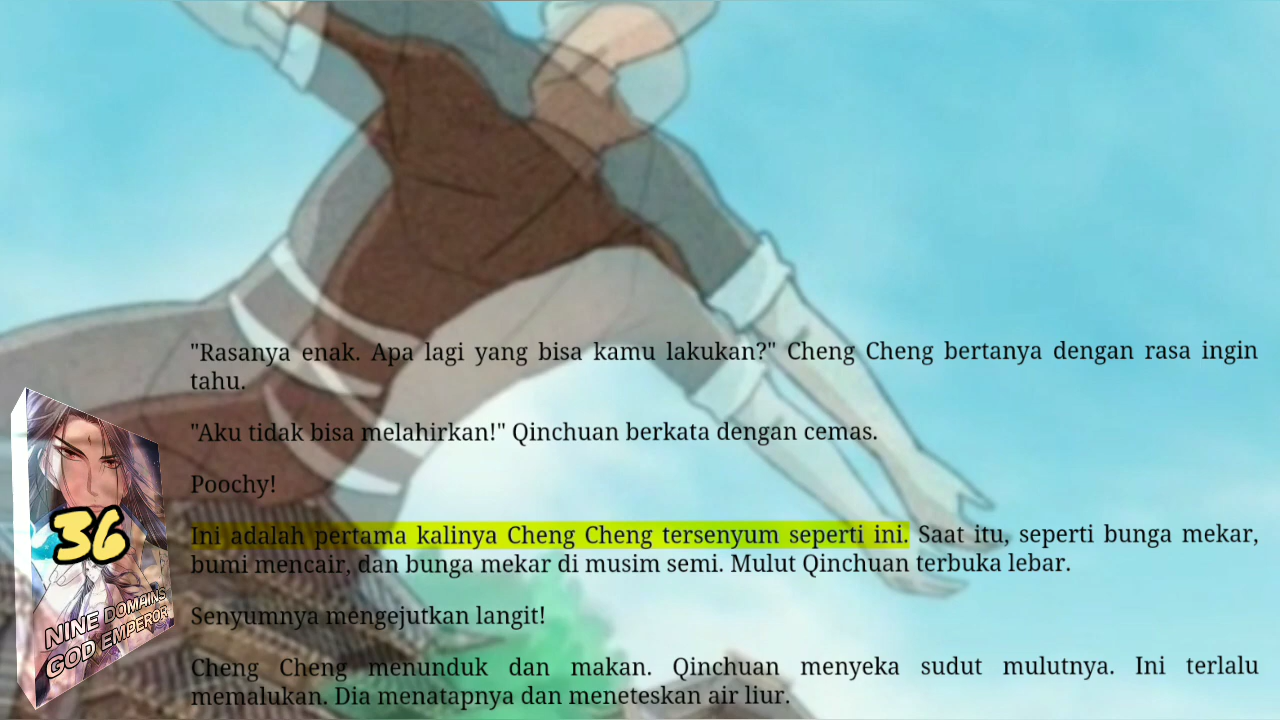 "Rasanya enak. Apa lagi yang bisa kamu lakukan?" Cheng Cheng bertanya dengan rasa ingin
tahu.
"Aku tidak bisa melahirkan!" Qinchuan berkata dengan cemas.
Poochy!
Ini adalah pertama kalinya Cheng Cheng tersenyum seperti ini. Saat itu, seperti bunga mekar,
bumi mencair, dan bunga mekar di musim semi. Mulut Qinchuan terbuka lebar.
Senyumnya mengejutkan langit!
Cheng Cheng menunduk dan makan. Qinchuan menyeka sudut mulutnya. Ini terlalu
memalukan. Dia menatapnya dan meneteskan air liur.
36
NINE DOMAINS
GOD EMPEROR